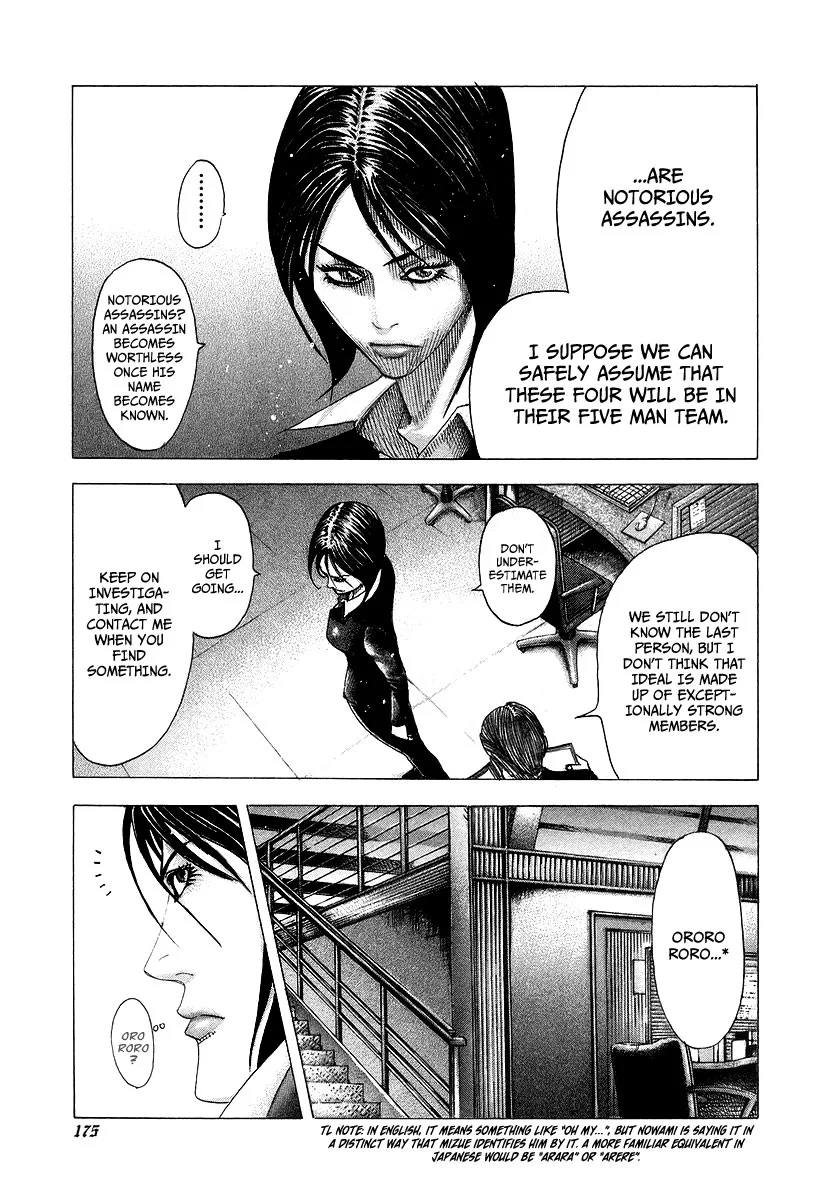 ...ARE
NOTORIOUS
ASSASSINS.
I SUPPOSE WE CAN
SAFELY ASSUME THAT
THESE FOUR WILL BE IN
THEIR FIVE MAN TEAM.
.........
NOTORIOUS
ASSASSINS?
AN ASSASSIN
BECOMES
WORTHLESS
ONCE HIS
NAME
BECOMES
KNOWN.
WE STILL DON'T
KNOW THE LAST
PERSON, BUT I
DON'T THINK THAT
IDEAL IS MADE
UP OF EXCEPT-
IONALLY STRONG
MEMBERS.
DON'T
UNDER-
ESTIMATE
THEM.
I
SHOULD
GET
GOING...
KEEP ON
INVESTIGA-
TING, AND
CONTACT ME
WHEN YOU
FIND
SOMETHING.
ORORO
RORO...*
ORO
RORO
?
175
TL NOTE: IN ENGLISH, IT MEANS SOMETHING LIKE "OH MY...", BUT NOWAMI IS SAYING IT IN
A DISTINCT WAY THAT MIZUE IDENTIFIES HIM BY IT. A MORE FAMILIAR EQUIVALENT IN
JAPANESE WOULD BE "ARARA" OR "ARERE".